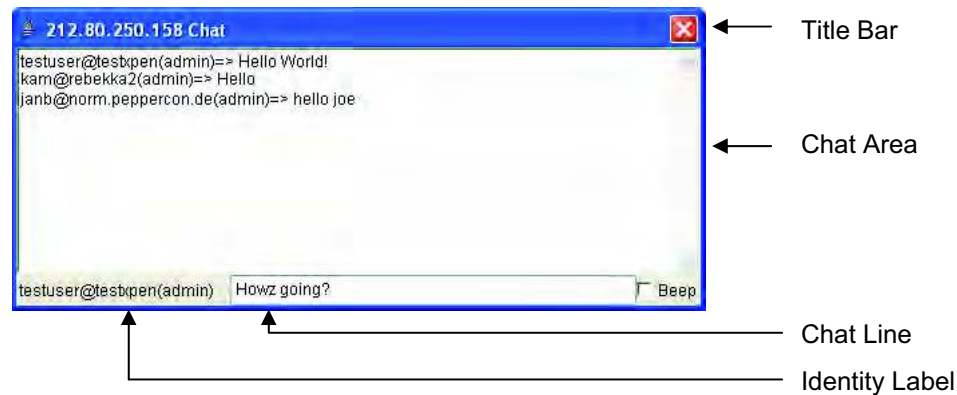 212.80.250.158 Chat
Title Bar
testuser@testxpen(admin)=> Hello World!
kam@rebekka2(admin)=> Hello
janb@norm.peppercon.de(admin)=> hello joe
Chat Area
testuser@testxpen(admin) Howz going? Beep
Chat Line
Identity Label